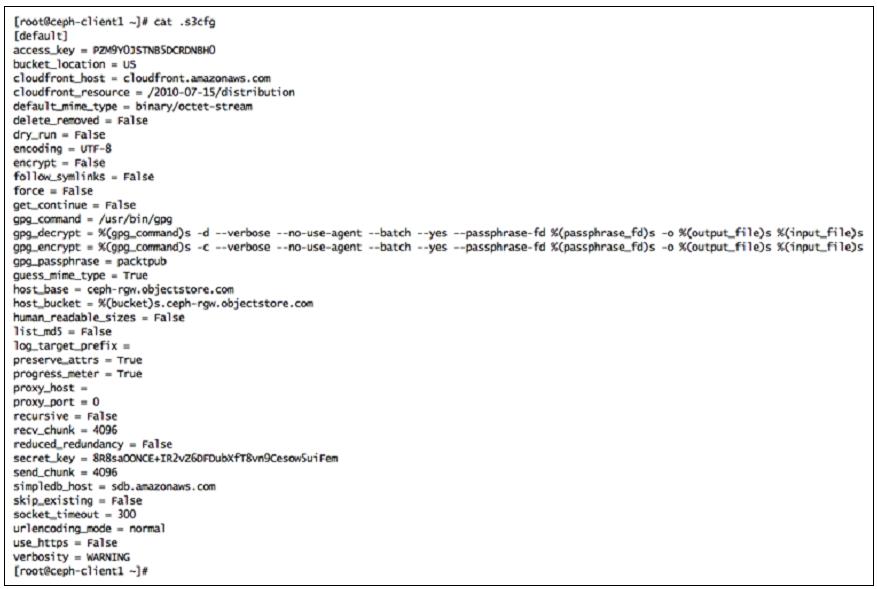 [root@ceph-client1 ~]# cat .s3cfg
[default]
access_key = PZM9Y0JSTNB5DCRDN8H0
bucket_location = US
cloudfront_host = cloudfront.amazonaws.com
cloudfront_resource = /2010-07-15/distribution
default_mime_type = binary/octet-stream
delete_removed = False
dry_run = False
encoding = UTF-8
encrypt = False
follow_symlinks = False
force = False
get_continue = False
gpg_command = /usr/bin/gpg
gpg_decrypt = %(gpg_command)s -d --verbose --no-use-agent --batch --yes --passphrase-fd %(passphrase_fd)s -o %(output_file)s %(input_file)s
gpg_encrypt = %(gpg_command)s -c --verbose --no-use-agent --batch --yes --passphrase-fd %(passphrase_fd)s -o %(output_file)s %(input_file)s
gpg_passphrase = packtpub
guess_mime_type = True
host_base = ceph-rgw.objectstore.com
host_bucket = %(bucket)s.ceph-rgw.objectstore.com
human_readable_sizes = False
list_md5 = False
log_target_prefix =
preserve_attrs = True
progress_meter = True
proxy_host =
proxy_port = 0
recursive = False
recv_chunk = 4096
reduced_redundancy = False
secret_key =
send_chunk = 4096
simpledb_host = sdb.amazonaws.com
skip_existing = False
socket_timeout = 300
urlencoding_mode = normal
use_https = False
verbosity = WARNING
[root@ceph-client1 ~]#